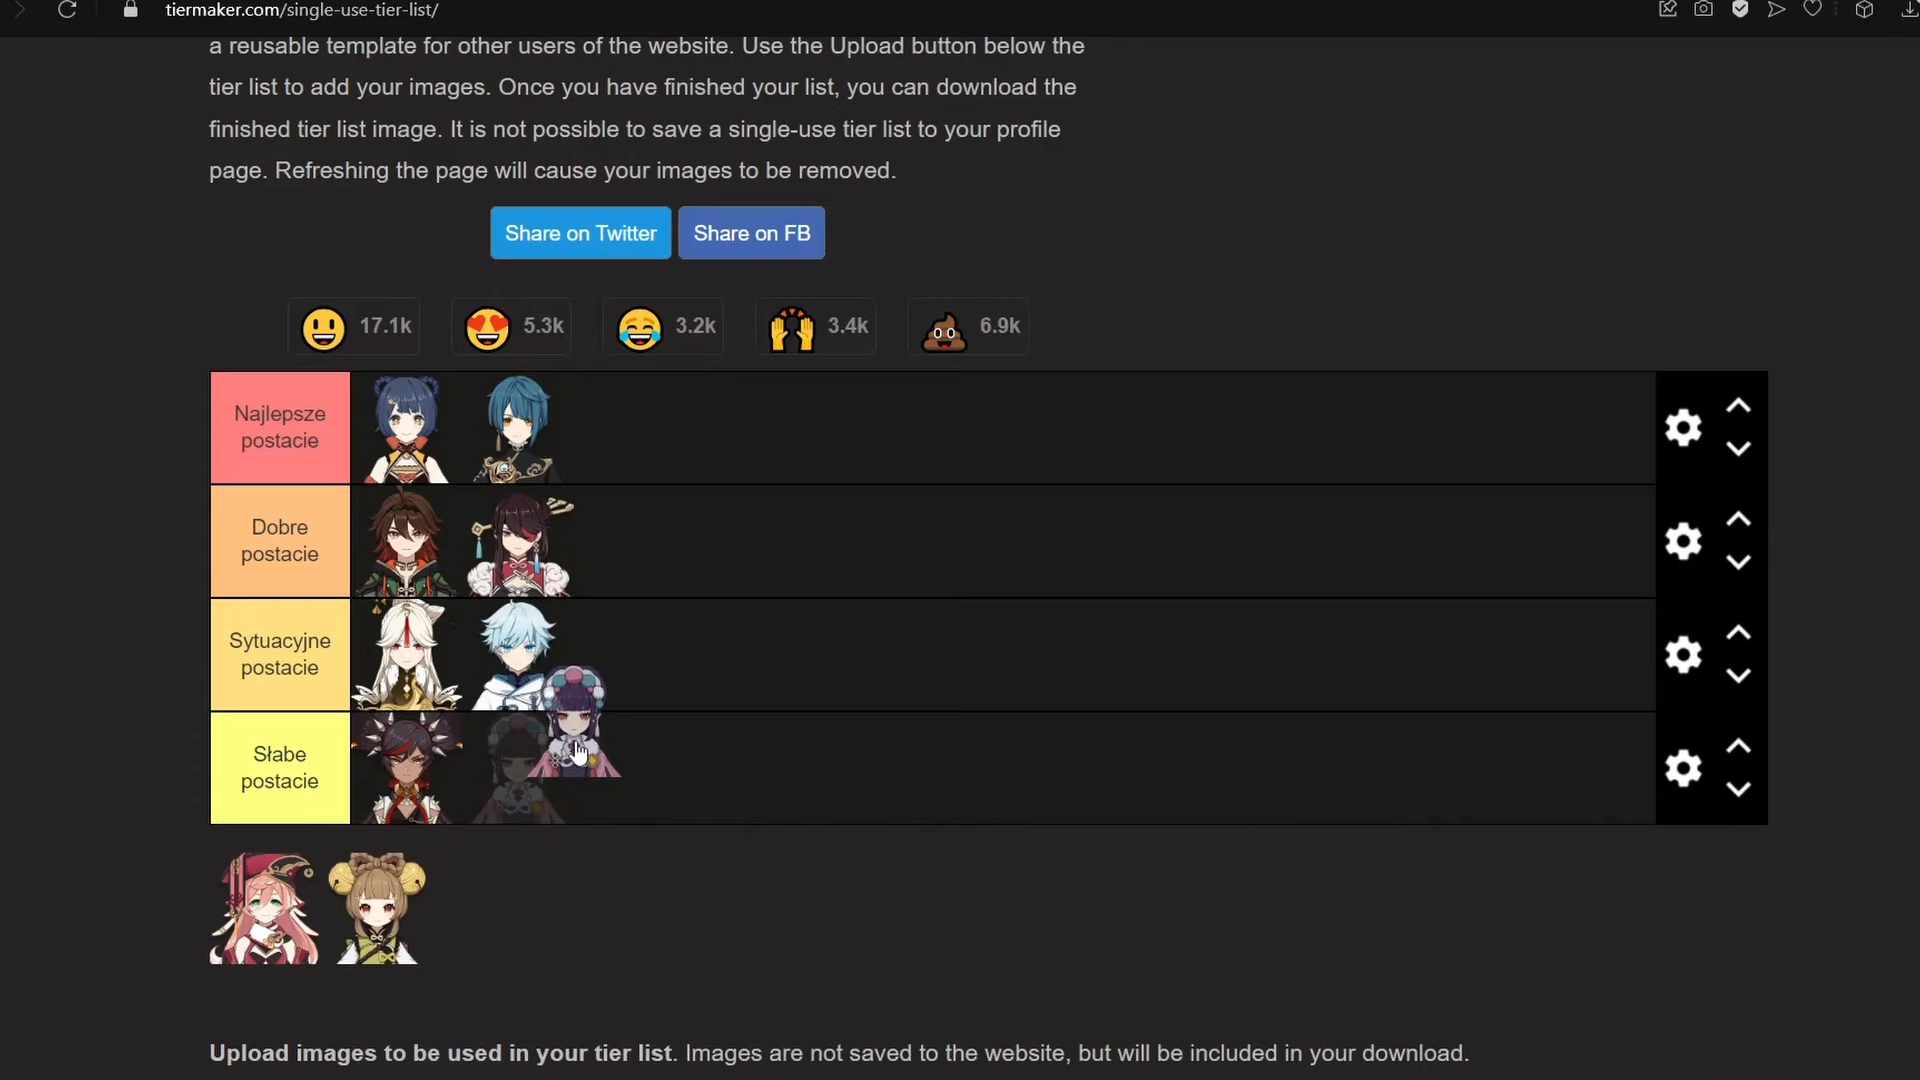 tiermaker.com/single-use-tier-list/
a reusable template for other users of the website. Use the Upload button below the
tier list to add your images. Once you have finished your list, you can download the
finished tier list image. It is not possible to save a single-use tier list to your profile
page. Refreshing the page will cause your images to be removed.
Share on Twitter
Share on FB
17.1k
5.3k
3.2k
3.4k
6.9k
Najlepsze
postacie
Dobre
postacie
Sytuacyjne
postacie
Słabe
postacie
Upload images to be used in your tier list. Images are not saved to the website, but will be included in your download.